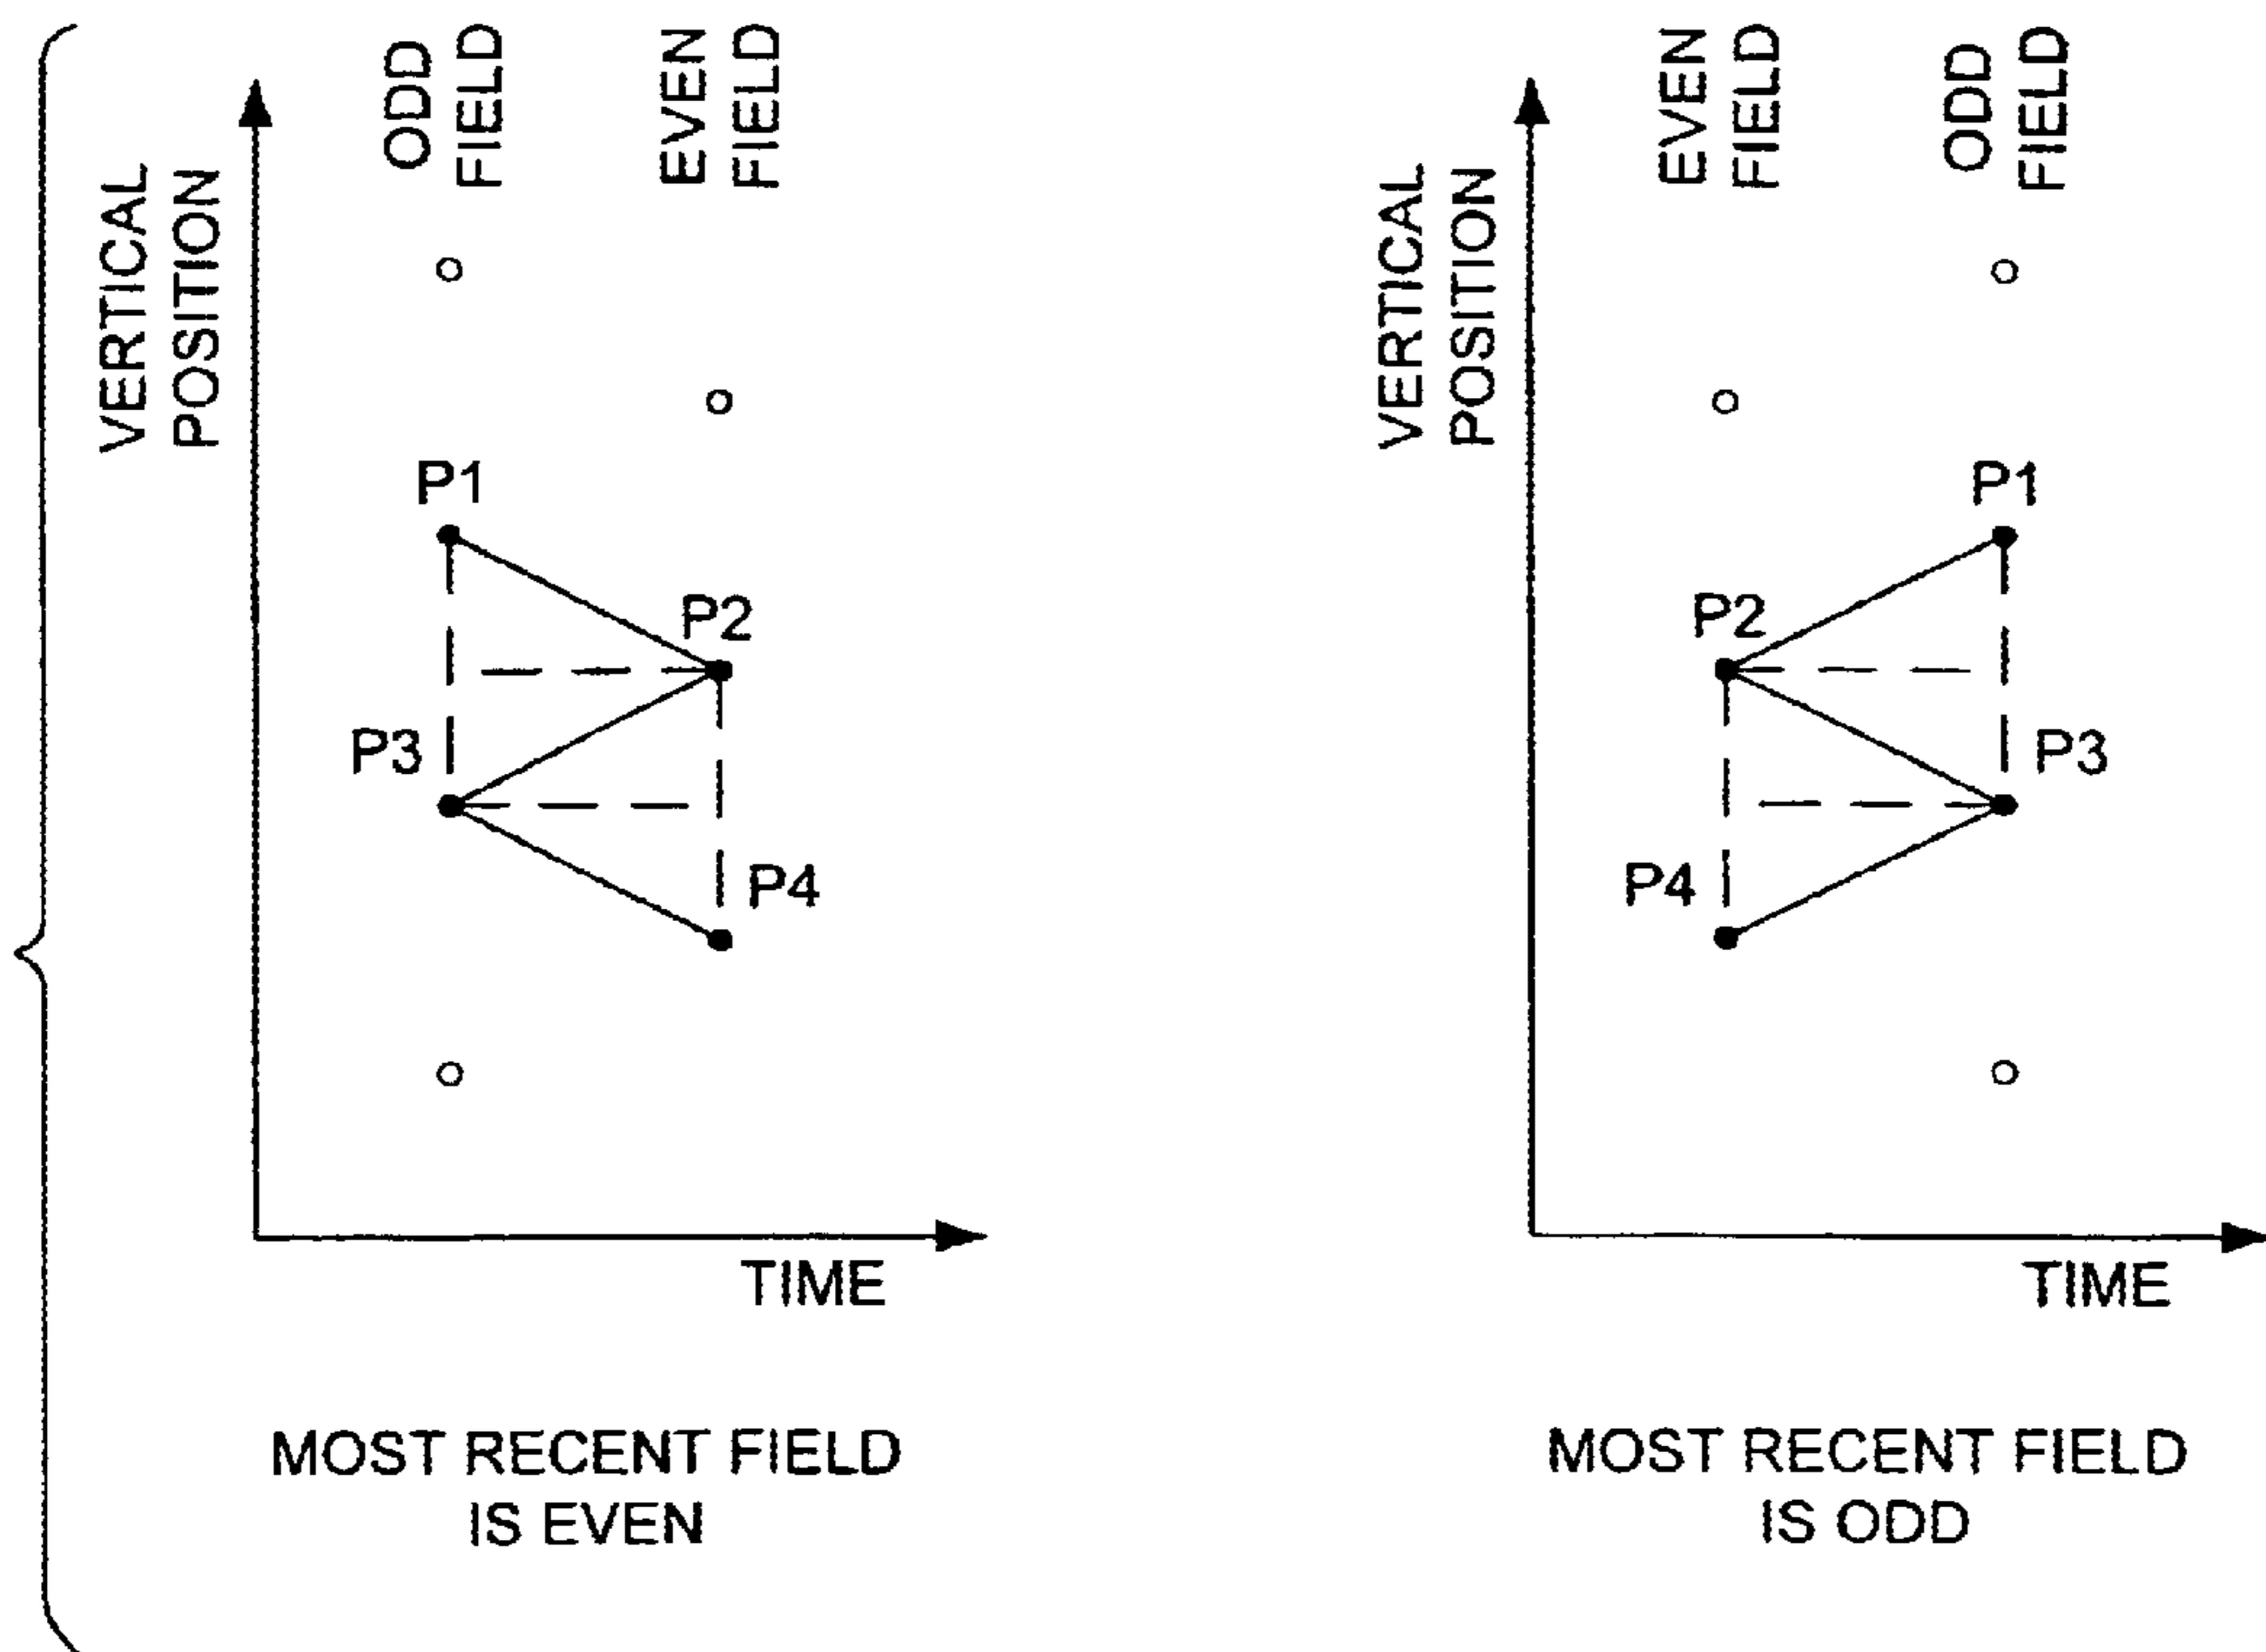 VERTICAL
POSITION
ODD
FIELD
EVEN
FIELD
P1
P2
P3
P4
TIME
MOST RECENT FIELD
IS EVEN
VERTICAL
POSITION
EVEN
FIELD
ODD
FIELD
P1
P2
P3
P4
TIME
MOST RECENT FIELD
IS ODD